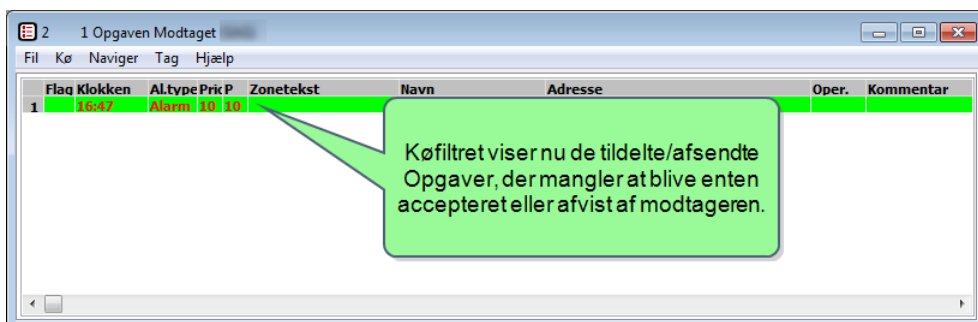 2 1 Opgaven Modtaget
Fil Kø Naviger Tag Hjælp
Flag Klokken Al.type Pric P Zonetekst Navn Adresse Oper. Kommentar
1 16:47 Alarm 10 10
Køfiltret viser nu de tildelte/afsendte
Opgaver, der mangler at blive enten
accepteret eller afvist af modtageren.